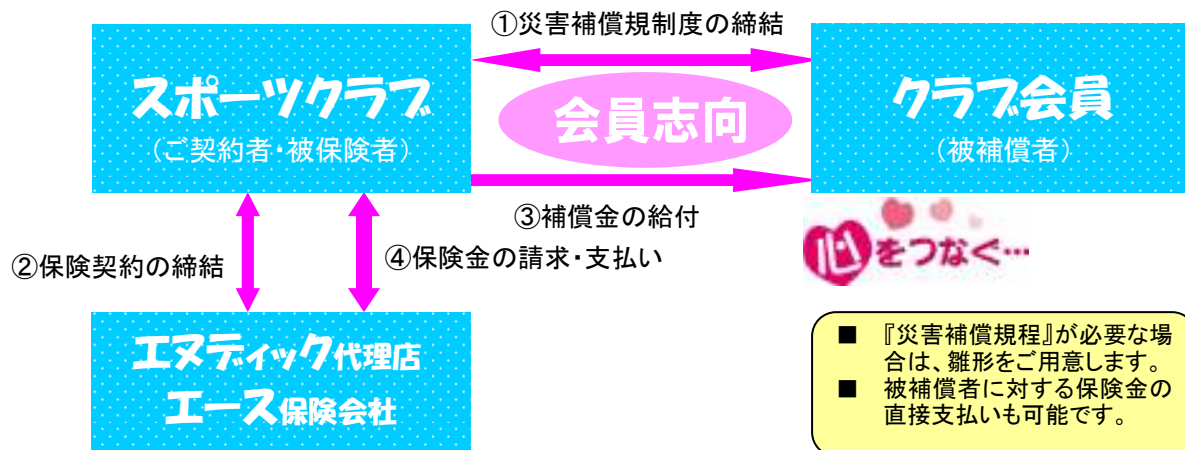 ①災害補償規制度の締結
スポーツクラブ
（ご契約者・被保険者）
会員志向
クラブ会員
（被補償者）
③補償金の給付
②保険契約の締結
④保険金の請求・支払い
心をつなぐ…
エヌディック代理店
エース保険会社
■ 『災害補償規程』が必要な場
合は、雛形をご用意します。
■ 被補償者に対する保険金の
直接支払いも可能です。